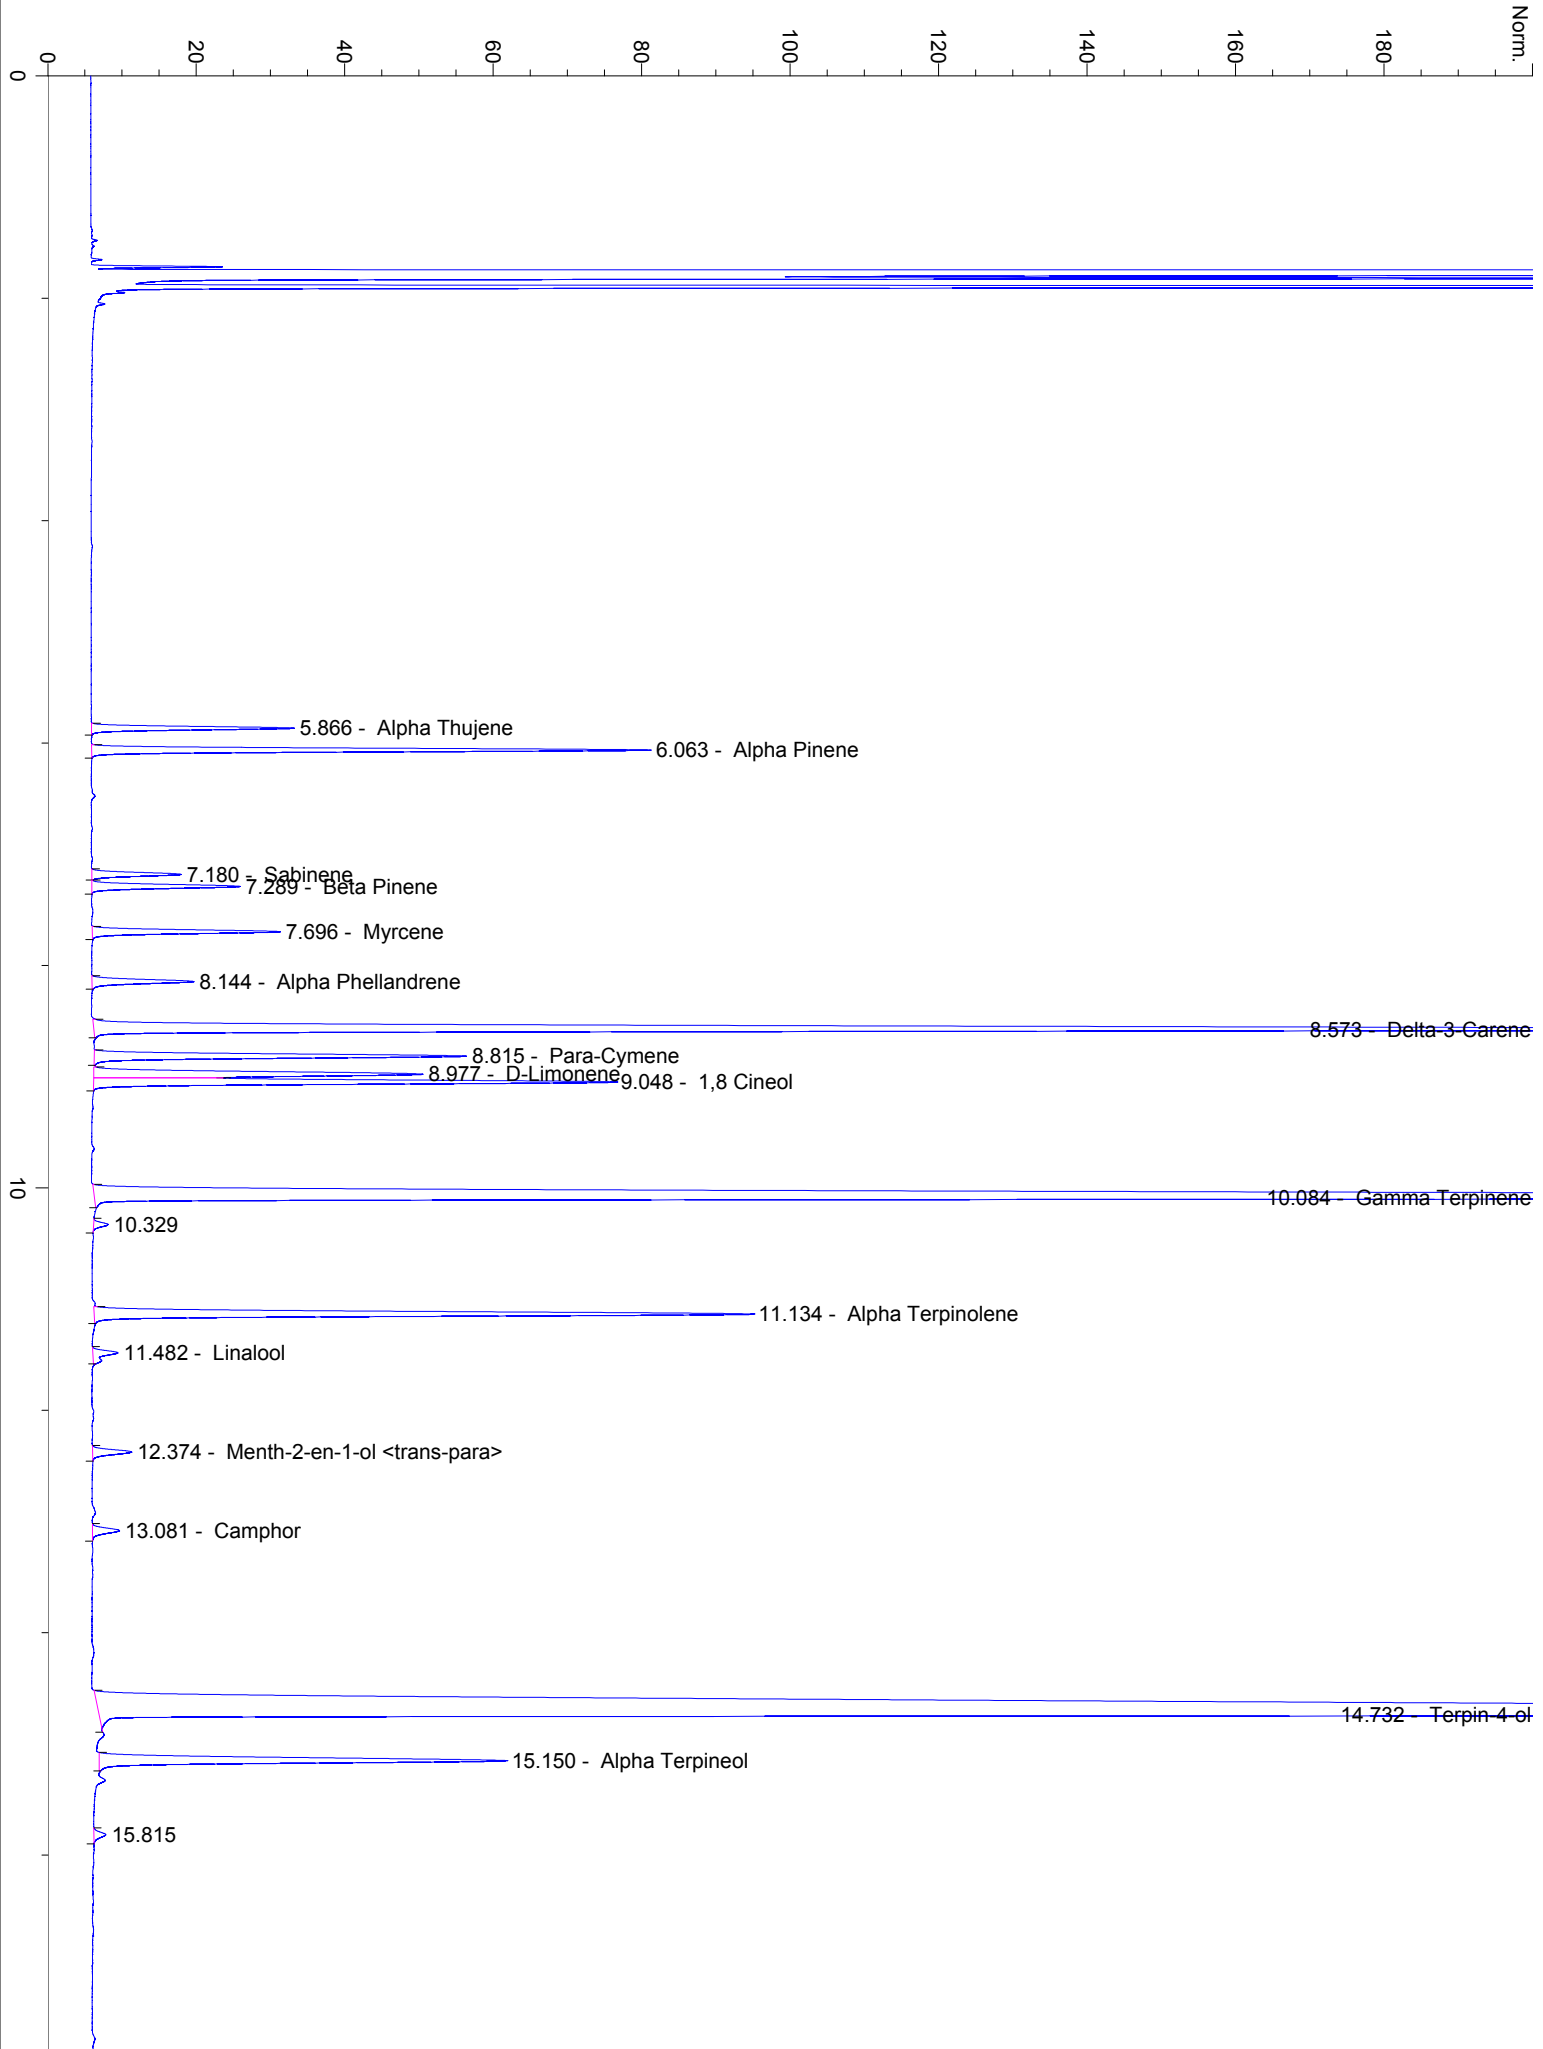 Norm.
0
20
40
60
80
100
120
140
160
180
0
5.866 - Alpha Thujene
6.063 - Alpha Pinene
7.180 - Sabinene
7.289 - Beta Pinene
7.696 - Myrcene
8.144 - Alpha Phellandrene
8.573 - Delta-3-Carene
8.815 - Para-Cymene
8.977 - D-Limonene
9.048 - 1,8 Cineol
10
10.084 - Gamma Terpinene
10.329
11.134 - Alpha Terpinolene
11.482 - Linalool
12.374 - Menth-2-en-1-ol <trans-para>
13.081 - Camphor
14.732 - Terpin-4-ol
15.150 - Alpha Terpineol
15.815